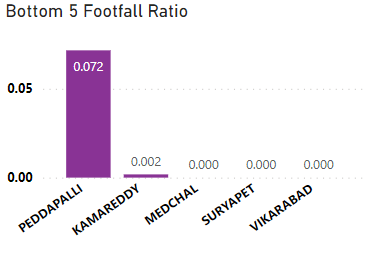 Bottom 5 Footfall Ratio
0.05
0.00
0.072
0.002
0.000
0.000
0.000
PEDDAPALLI
KAMAREDDY
MEDCHAL
SURYAPET
VIKARABAD